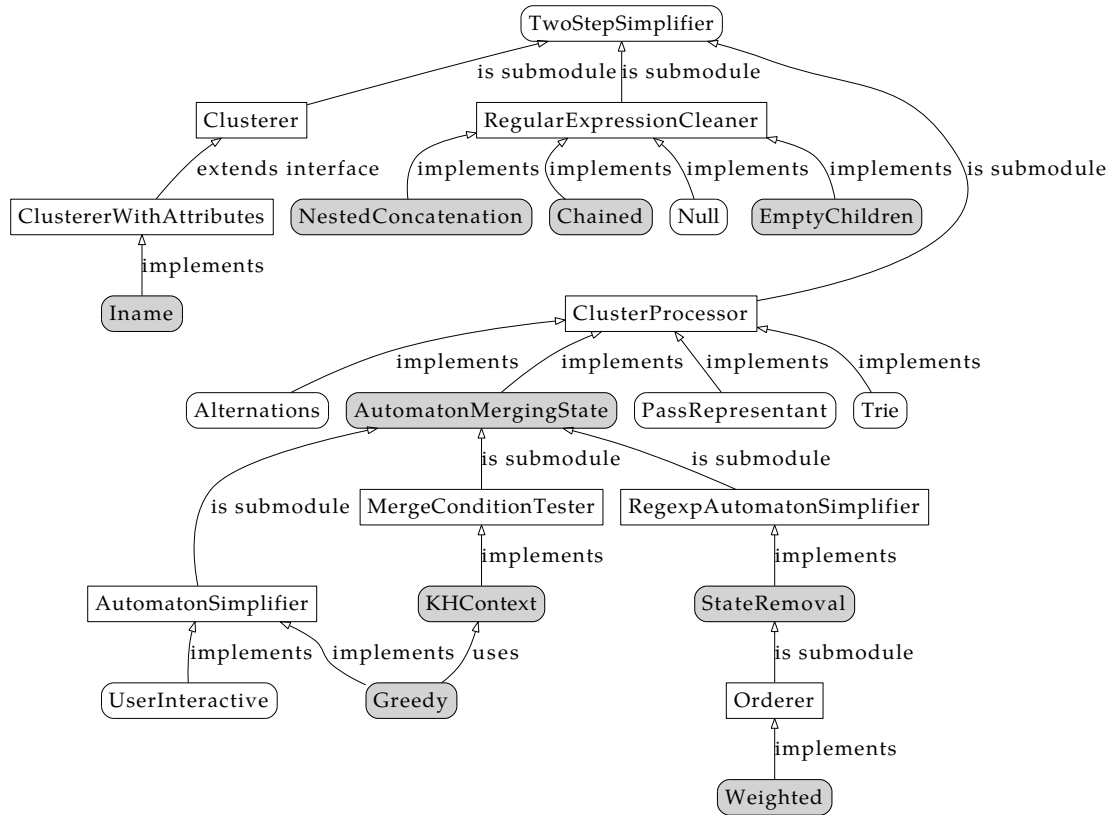 TwoStepSimplifier
is submodule
is submodule
Clusterer
RegularExpressionCleaner
extends interface
implements
implements
implements
implements
is submodule
ClustererWithAttributes
NestedConcatenation
Chained
Null
EmptyChildren
implements
Iname
ClusterProcessor
implements
implements
implements
implements
Alternations
AutomatonMergingState
PassRepresentant
Trie
is submodule
is submodule
is submodule
MergeConditionTester
RegexpAutomatonSimplifier
implements
implements
AutomatonSimplifier
KHContext
StateRemoval
implements
implements
uses
is submodule
UserInteractive
Greedy
Orderer
implements
Weighted